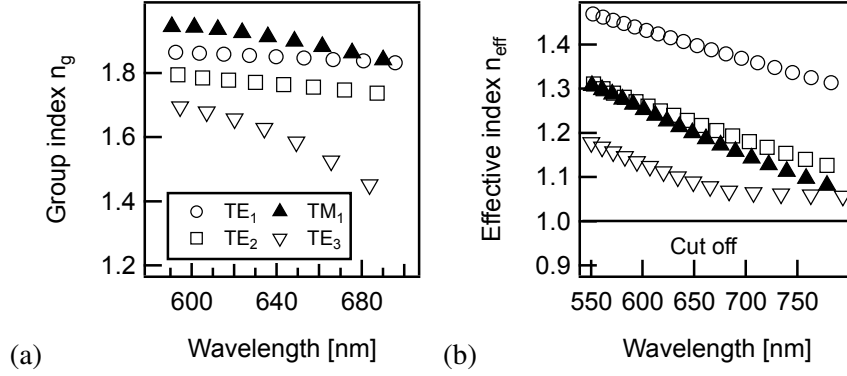 Group index n_g
1.8
1.6
1.4
1.2
TE₁ TM₁
TE₂ TE₃
600 640 680
Wavelength [nm]
(a)
Effective index n_eff
1.4
1.3
1.2
1.1
1.0
0.9
Cut off
550 600 650 700 750
Wavelength [nm]
(b)